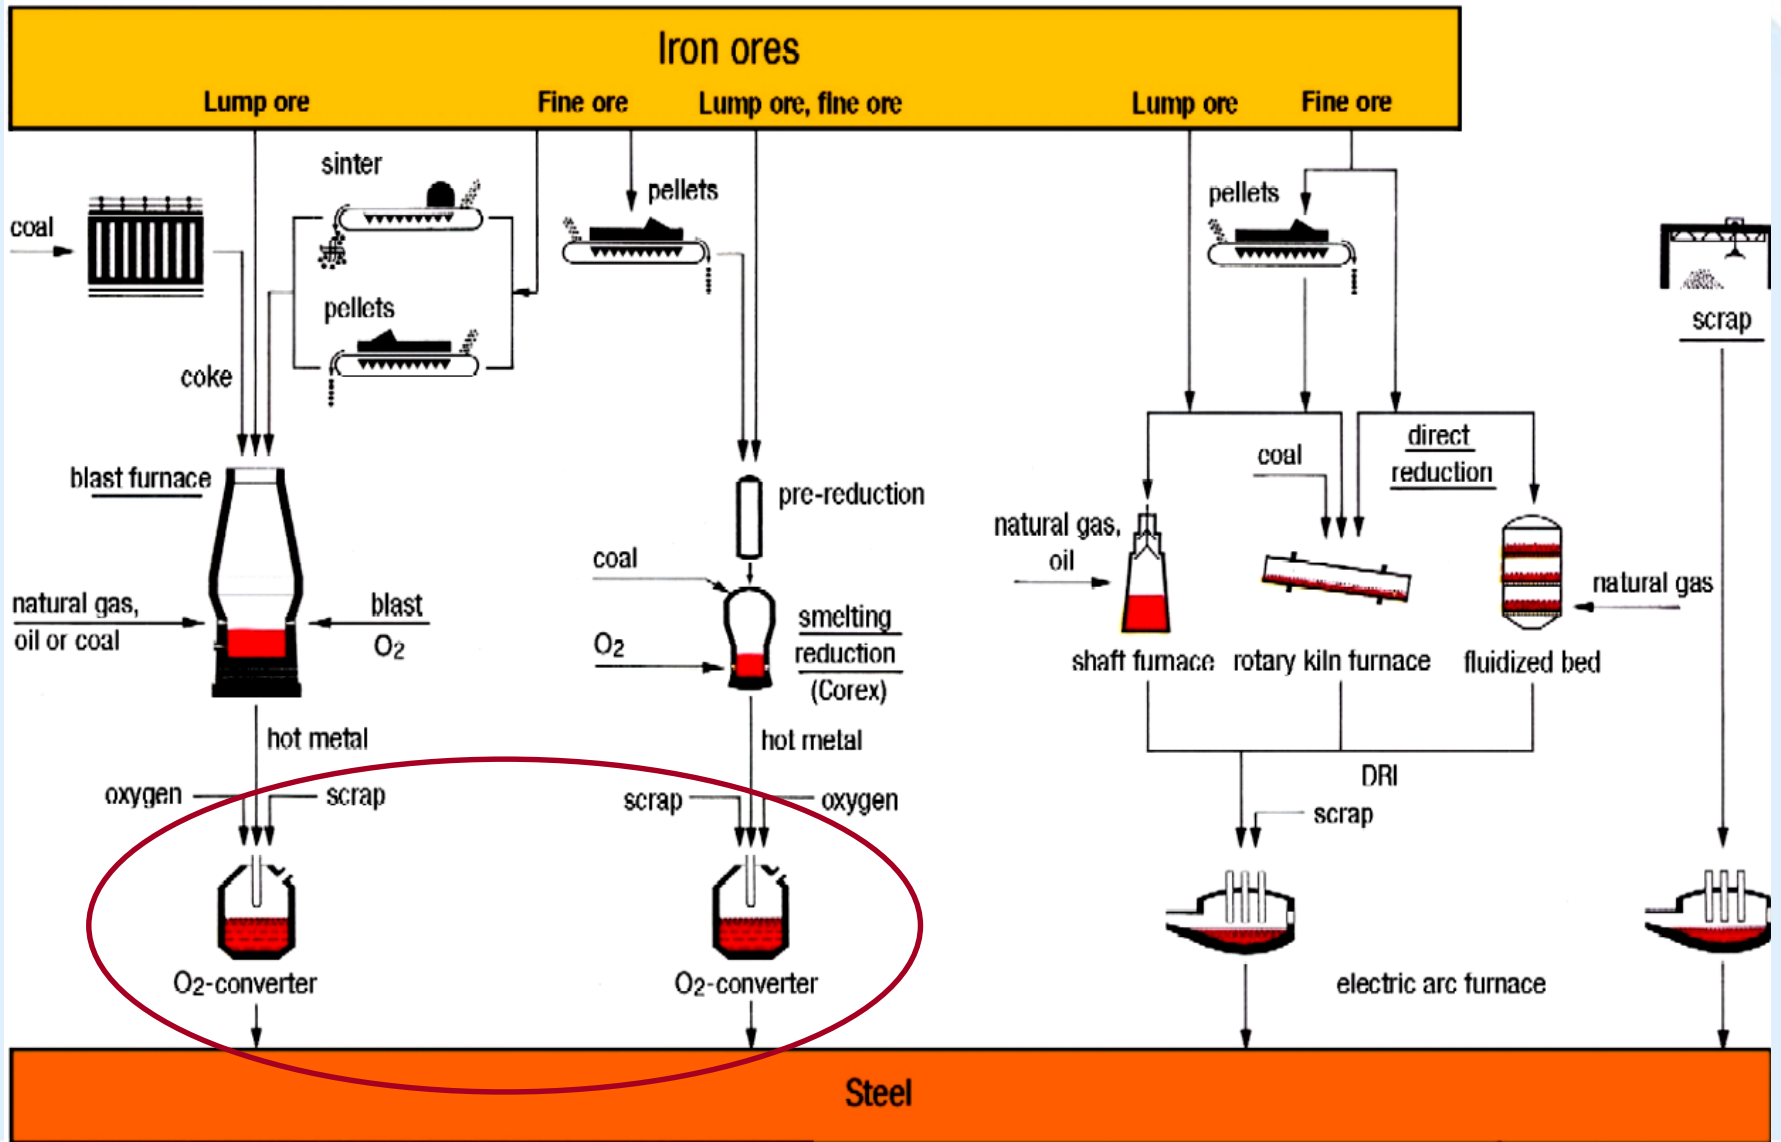 Iron ores
Lump ore
Fine ore
Lump ore, fine ore
Lump ore
Fine ore
sinter
pellets
pellets
coal
pellets
scrap
coke
direct
reduction
coal
blast furnace
pre-reduction
natural gas,
oil
coal
natural gas
natural gas,
oil or coal
blast
O2
O2
smelting
reduction
(Corex)
shaft furnace
rotary kiln furnace
fluidized bed
hot metal
hot metal
DRI
oxygen
scrap
scrap
oxygen
scrap
O2-converter
O2-converter
electric arc furnace
Steel